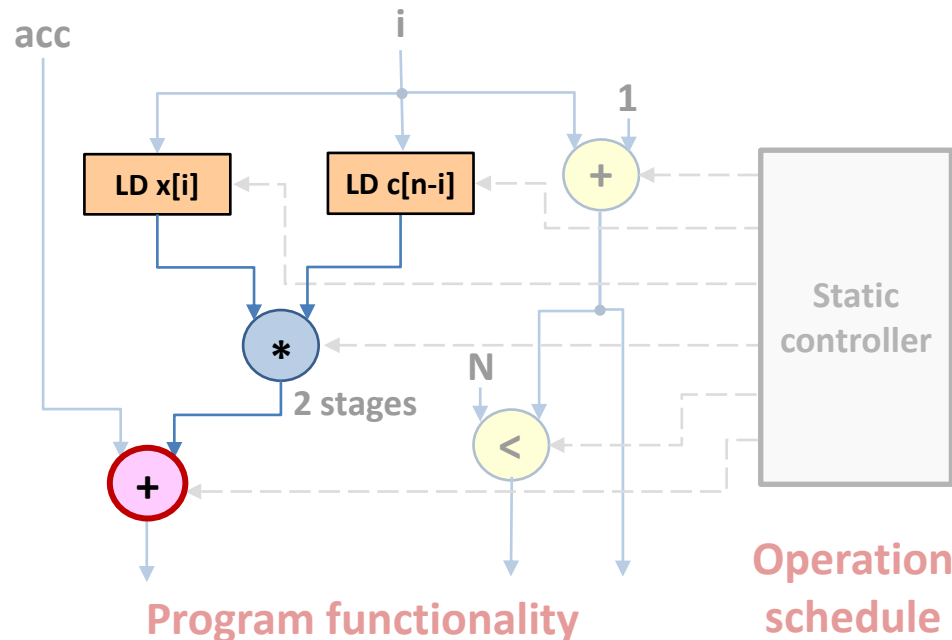 acc
i
1
LD x[i]
LD c[n-i]
+
Static
controller
*
N
2 stages
<
+
Operation
schedule
Program functionality